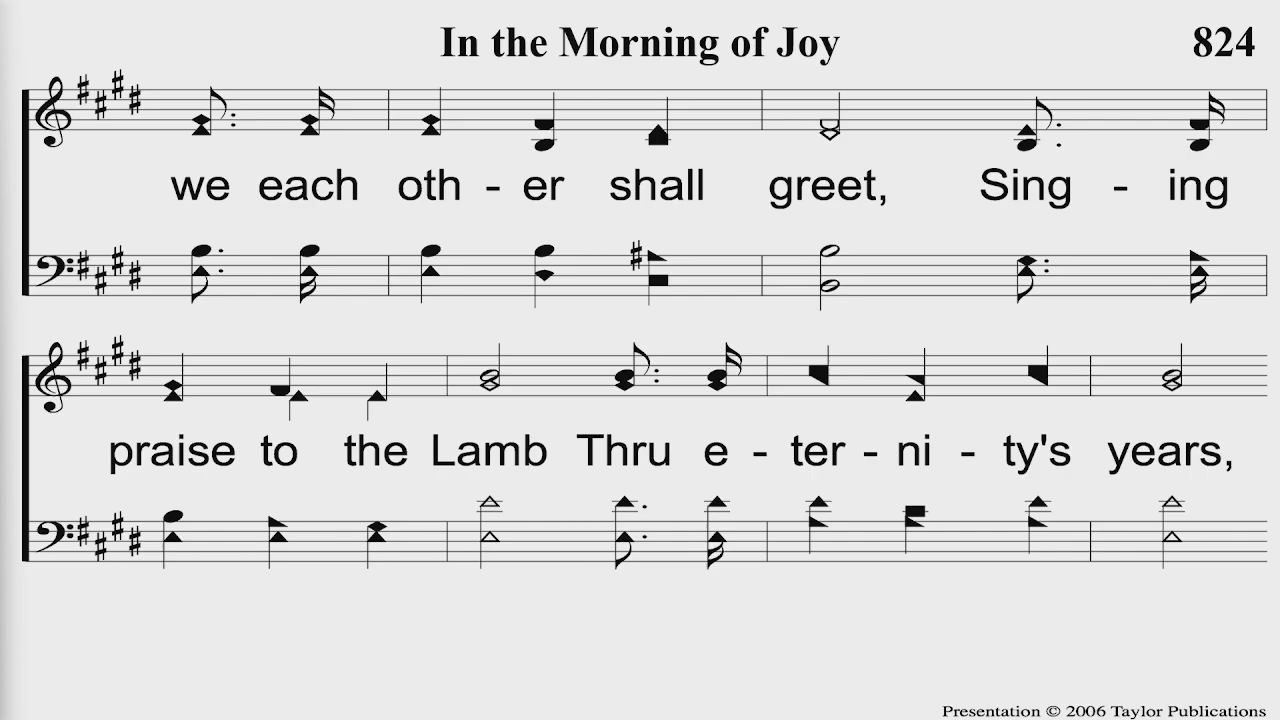 In the Morning of Joy 824
we each oth - er shall greet, Sing - ing
praise to the Lamb Thru e - ter - ni - ty's years,
Presentation © 2006 Taylor Publications